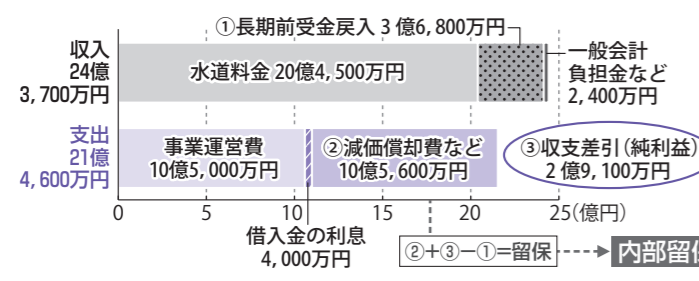 ①長期前受金戻入 3 億6,800万円
収入
24億
3,700万円
水道料金 20億4,500万円
一般会計
負担金など
2,400万円
支出
21億
4,600万円
事業運営費
10億5,000万円
②減価償却費など
10億5,600万円
③収支差引(純利益)
2 億9,100万円
0 5 10 15 20 25(億円)
借入金の利息
4,000万円
②+③−①=留保
内部留保